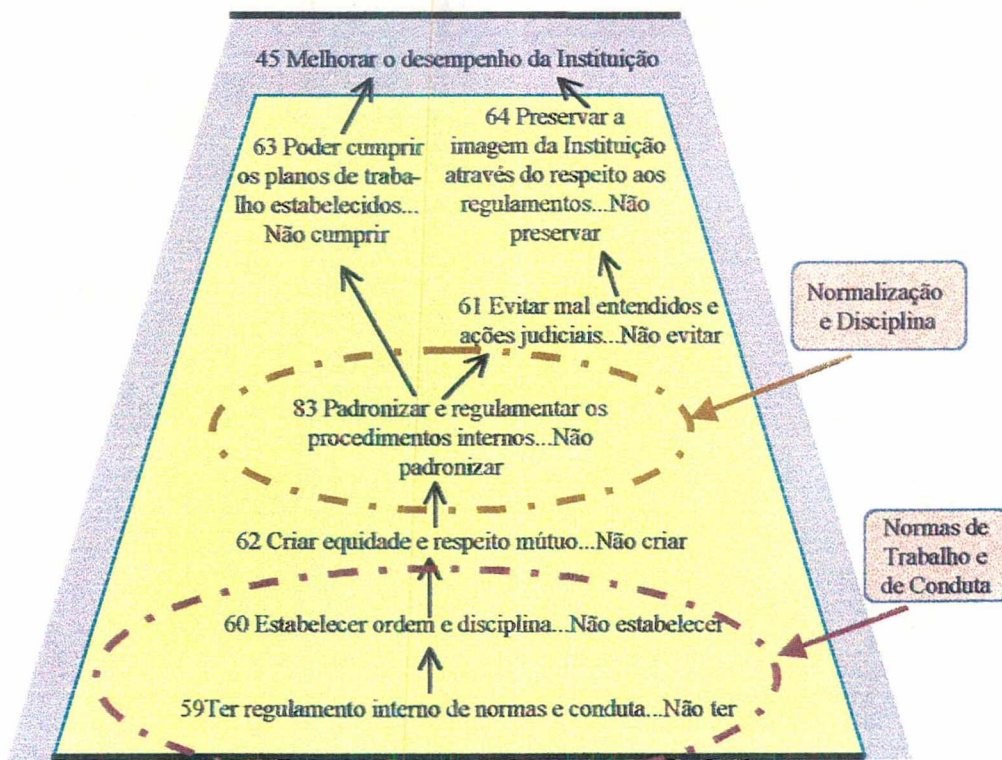 45 Melhorar o desempenho da Instituição
63 Poder cumprir
os planos de traba-
lho estabelecidos...
Não cumprir
64 Preservar a
imagem da Instituição
através do respeito aos
regulamentos...Não
preservar
61 Evitar mal entendidos e
ações judiciais...Não evitar
Normalização
e Disciplina
83 Padronizar e regulamentar os
procedimentos internos...Não
padronizar
62 Criar equidade e respeito mútuo...Não criar
Normas de
Trabalho e
de Conduta
60 Estabelecer ordem e disciplina...Não estabelecer
59Ter regulamento interno de normas e conduta...Não ter